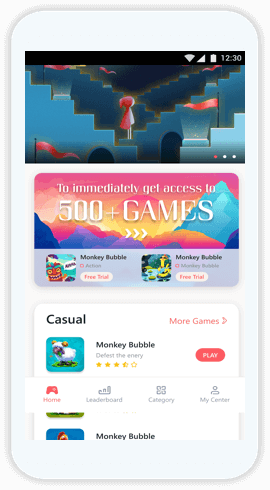 12:30
To immediately get access to
500+GAMES
Monkey Bubble
Action
Free Trial
Monkey Bubble
Monkey Bubble
Free Trial
Casual
More Games
Monkey Bubble
Defest the enery
PLAY
Home
Leaderboard
Category
My Center
Monkey Bubble